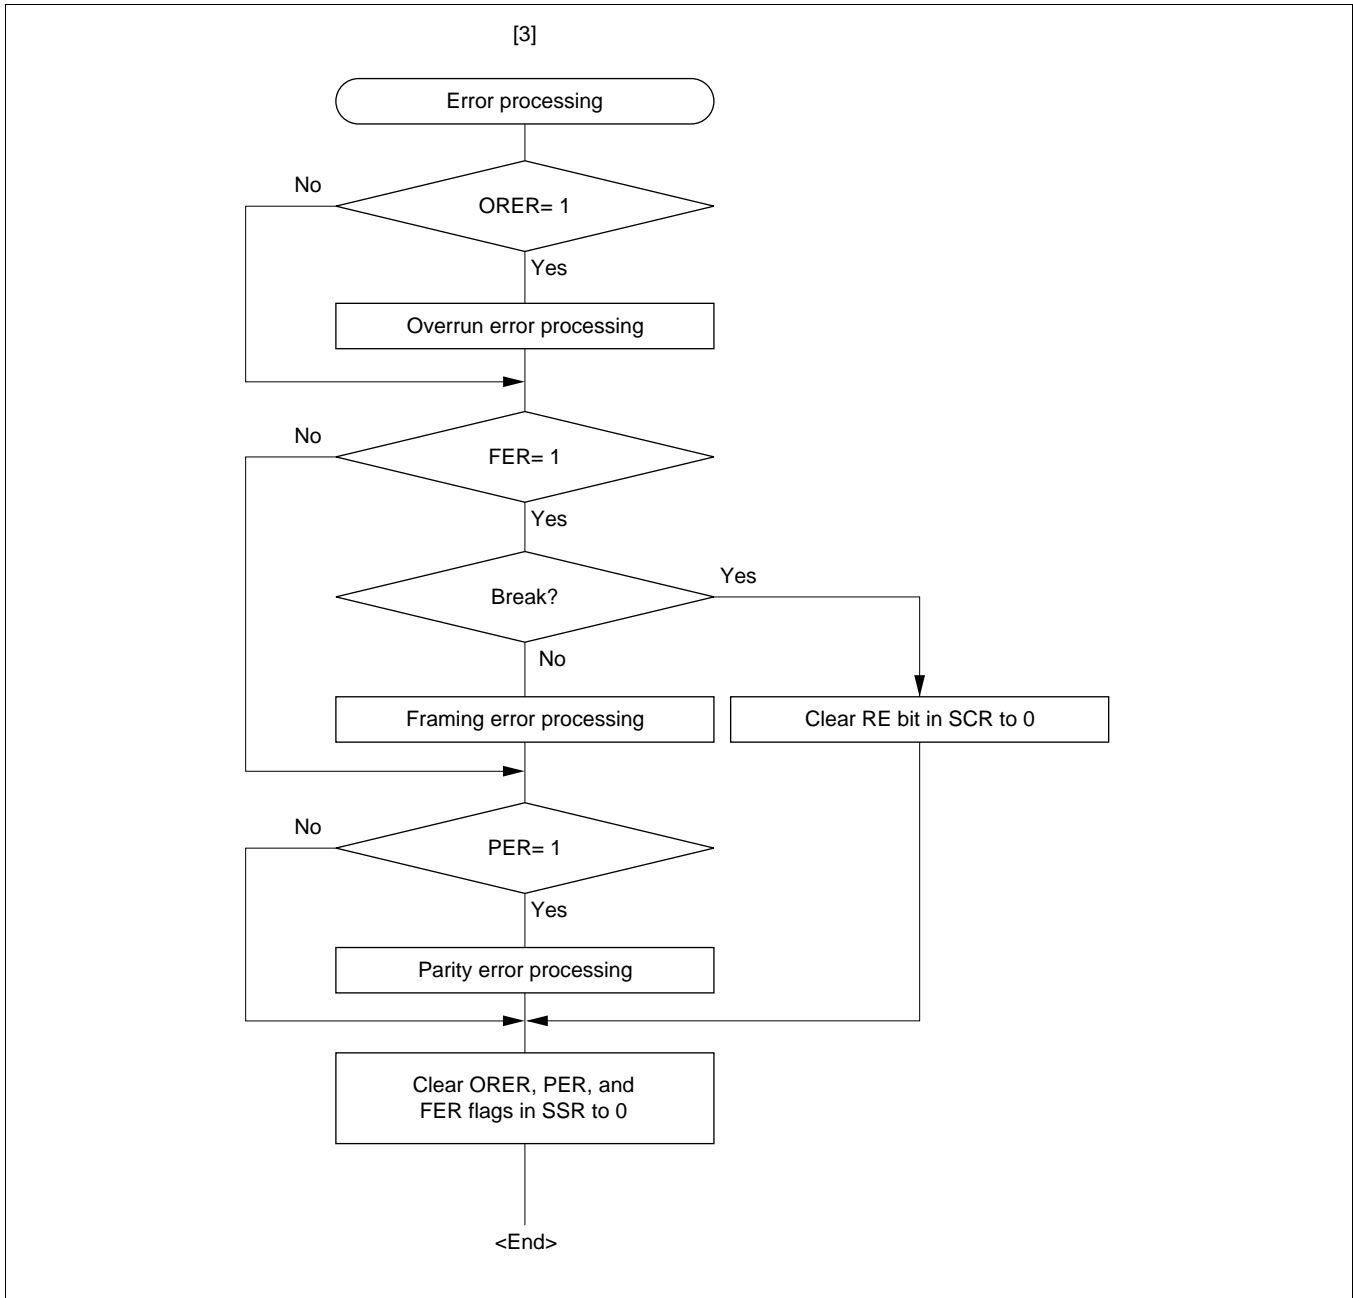 [3]
Error processing
No
ORER= 1
Yes
Overrun error processing
No
FER= 1
Yes
Break?
Yes
No
Framing error processing
Clear RE bit in SCR to 0
No
PER= 1
Yes
Parity error processing
Clear ORER, PER, and
FER flags in SSR to 0
<End>